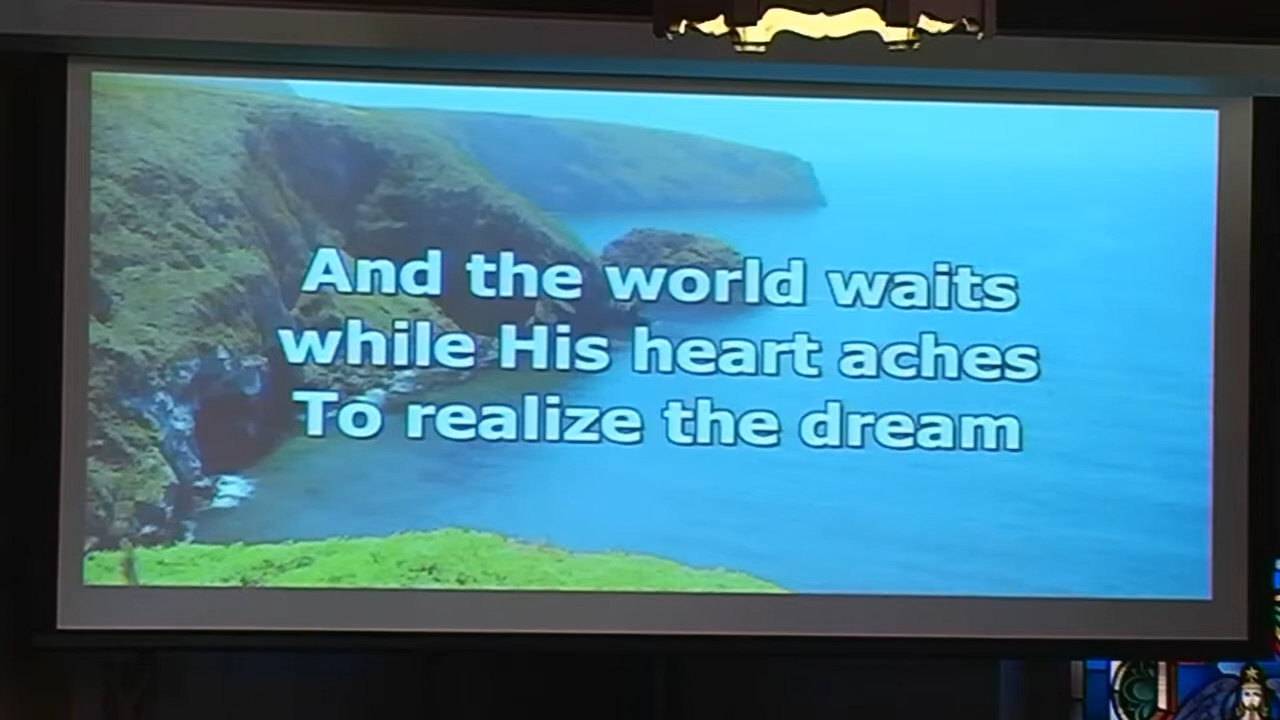 And the world waits
while His heart aches
To realize the dream